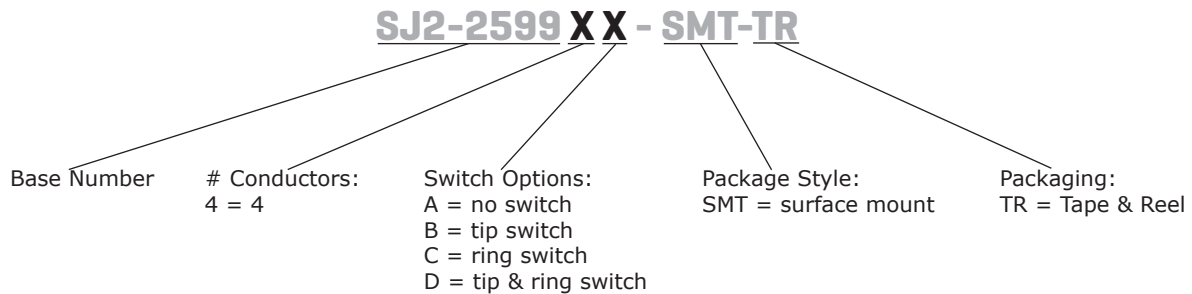 SJ2-2599 X X - SMT-TR
Base Number
# Conductors:
4 = 4
Switch Options:
A = no switch
B = tip switch
C = ring switch
D = tip & ring switch
Package Style:
SMT = surface mount
Packaging:
TR = Tape & Reel